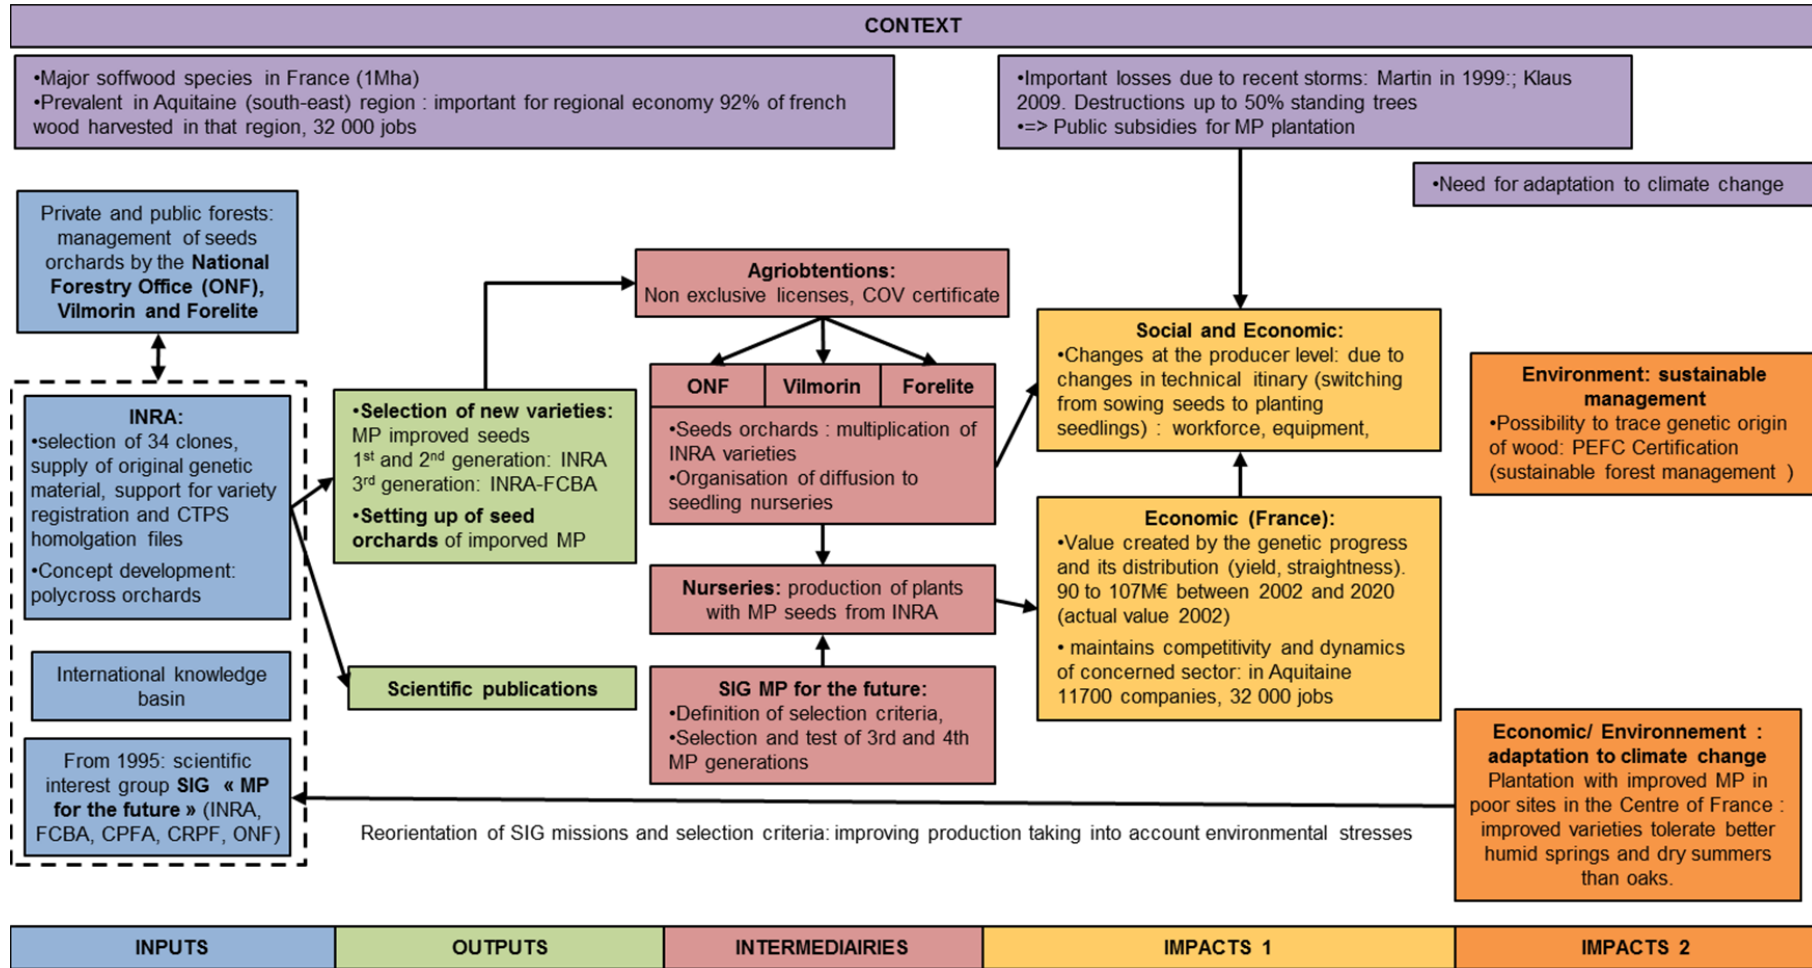 CONTEXT
•Major soffwood species in France (1Mha)
•Prevalent in Aquitaine (south-east) region : important for regional economy 92% of french
wood harvested in that region, 32 000 jobs
•Important losses due to recent storms: Martin in 1999:; Klaus
2009. Destructions up to 50% standing trees
•=> Public subsidies for MP plantation
•Need for adaptation to climate change
Private and public forests:
management of seeds
orchards by the National
Forestry Office (ONF),
Vilmorin and Forelite
INRA:
•selection of 34 clones,
supply of original genetic
material, support for variety
registration and CTPS
homolgation files
•Concept development:
polycross orchards
International knowledge
basin
From 1995: scientific
interest group SIG « MP
for the future » (INRA,
FCBA, CPFA, CRPF, ONF)
•Selection of new varieties:
MP improved seeds
1st and 2nd generation: INRA
3rd generation: INRA-FCBA
•Setting up of seed
orchards of imporved MP
Scientific publications
Agriobtentions:
Non exclusive licenses, COV certificate
ONF
Vilmorin
Forelite
•Seeds orchards : multiplication of
INRA varieties
•Organisation of diffusion to
seedling nurseries
Nurseries: production of plants
with MP seeds from INRA
SIG MP for the future:
•Definition of selection criteria,
•Selection and test of 3rd and 4th
MP generations
Social and Economic:
•Changes at the producer level: due to
changes in technical itinary (switching
from sowing seeds to planting
seedlings) : workforce, equipment,
Economic (France):
•Value created by the genetic progress
and its distribution (yield, straightness).
90 to 107M€ between 2002 and 2020
(actual value 2002)
• maintains competivity and dynamics
of concerned sector: in Aquitaine
11700 companies, 32 000 jobs
Environment: sustainable
management
•Possibility to trace genetic origin
of wood: PEFC Certification
(sustainable forest management )
Economic/ Environnement :
adaptation to climate change
Plantation with improved MP in
poor sites in the Centre of France :
improved varieties tolerate better
humid springs and dry summers
than oaks.
Reorientation of SIG missions and selection criteria: improving production taking into account environmental stresses
INPUTS
OUTPUTS
INTERMEDIAIRIES
IMPACTS 1
IMPACTS 2